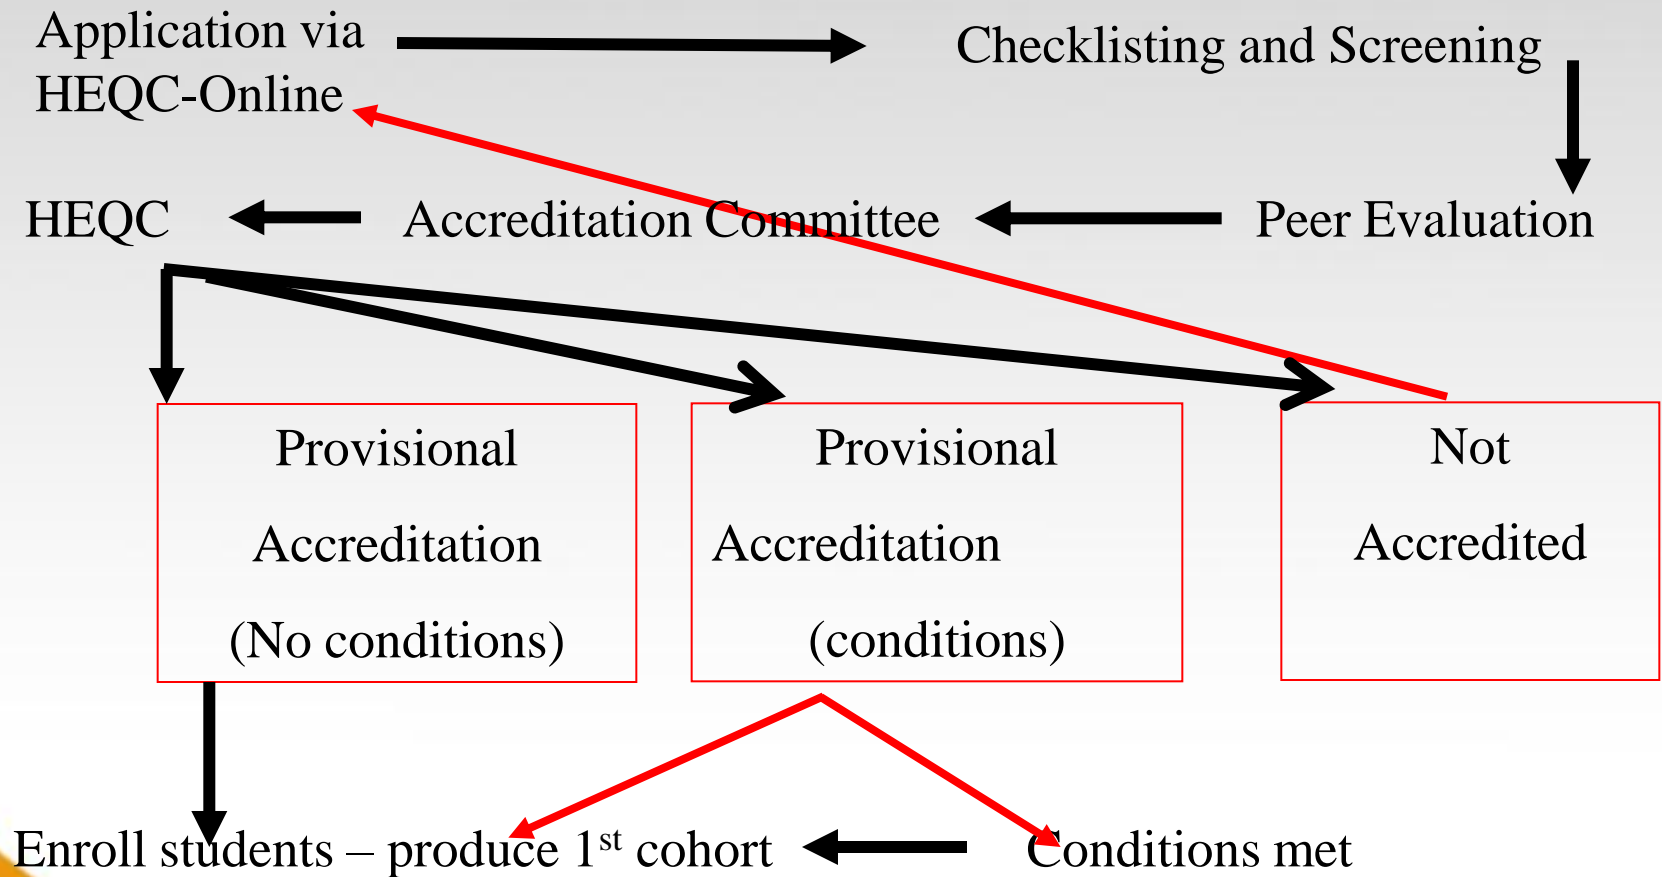 Application via
HEQC-Online
Checklisting and Screening
HEQC
Accreditation Committee
Peer Evaluation
Provisional
Accreditation
(No conditions)
Provisional
Accreditation
(conditions)
Not
Accredited
Enroll students – produce 1st cohort
Conditions met